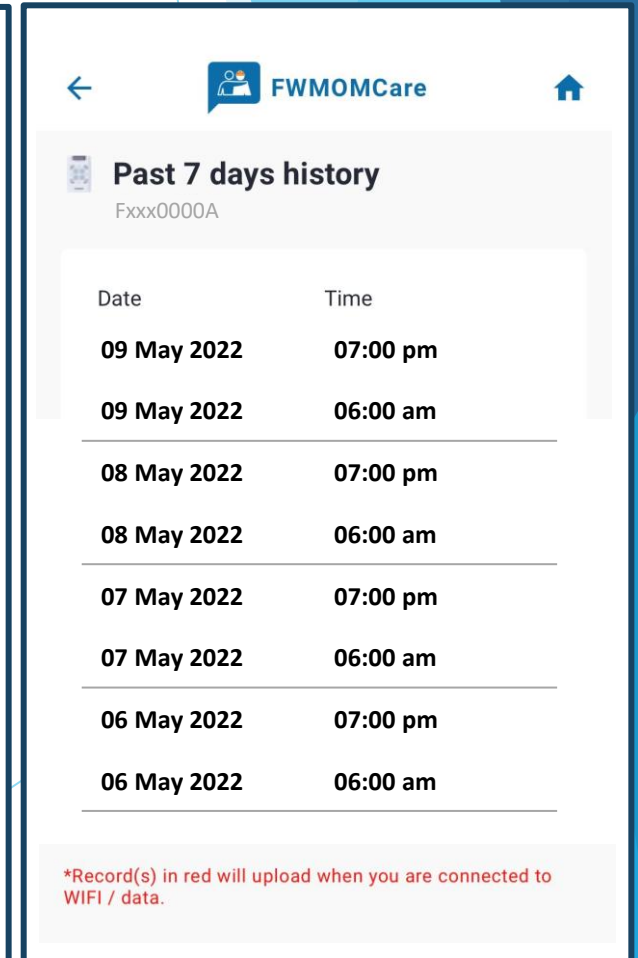 FWMOMCare
Past 7 days history
Fxxx0000A
Date Time
09 May 2022 07:00 pm
09 May 2022 06:00 am
08 May 2022 07:00 pm
08 May 2022 06:00 am
07 May 2022 07:00 pm
07 May 2022 06:00 am
06 May 2022 07:00 pm
06 May 2022 06:00 am
*Record(s) in red will upload when you are connected to
WIFI / data.